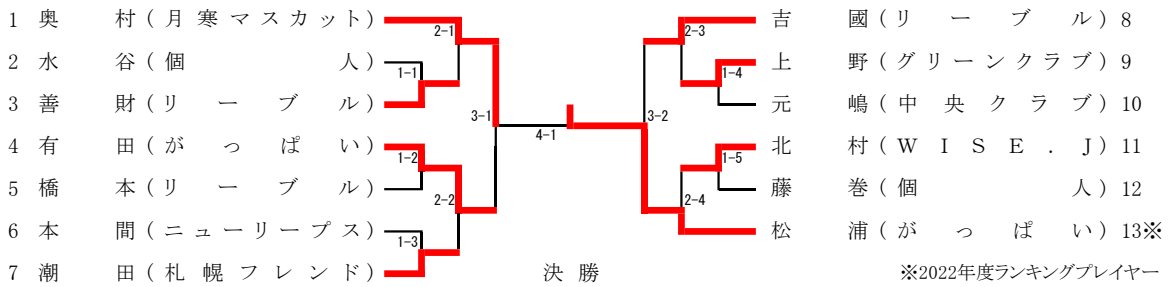 1 奥 村(月寒マスカット)
2 水 谷(個 人)
3 善 財(リーブル)
4 有 田(がっぱい)
5 橋 本(リーブル)
6 本 間(ニューリープス)
7 潮 田(札幌フレンド)
2-1
1-1
3-1
1-2
2-2
1-3
4-1
決 勝
2-3
1-4
3-2
1-5
2-4
吉 國(リーブル) 8
上 野(グリーンクラブ) 9
元 嶋(中央クラブ) 10
北 村(WISE.J) 11
藤 巻(個 人) 12
松 浦(がっぱい) 13※
※2022年度ランキングプレイヤー